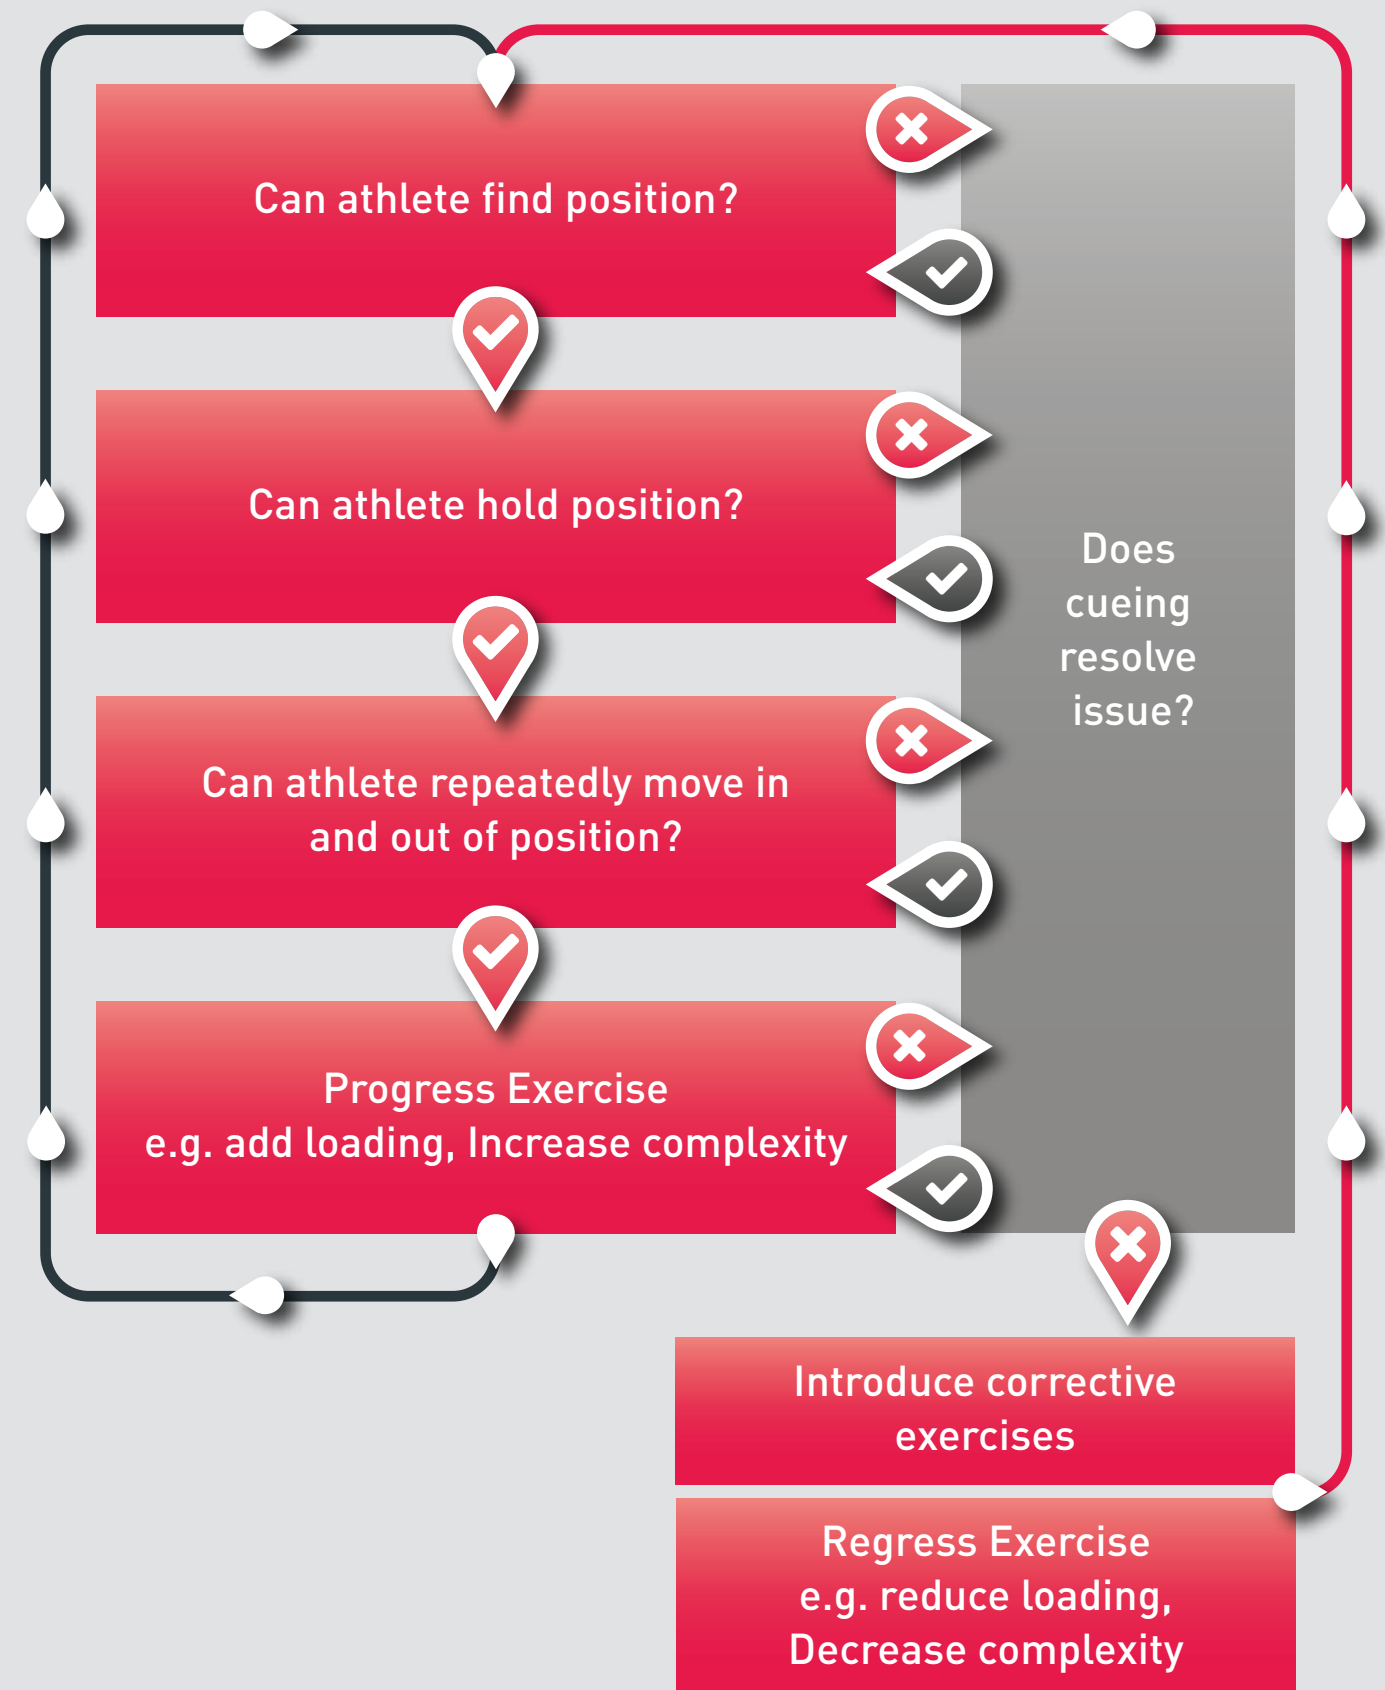 Can athlete find position?
Can athlete hold position?
Does
cueing
resolve
issue?
Can athlete repeatedly move in
and out of position?
Progress Exercise
e.g. add loading, Increase complexity
Introduce corrective
exercises
Regress Exercise
e.g. reduce loading,
Decrease complexity